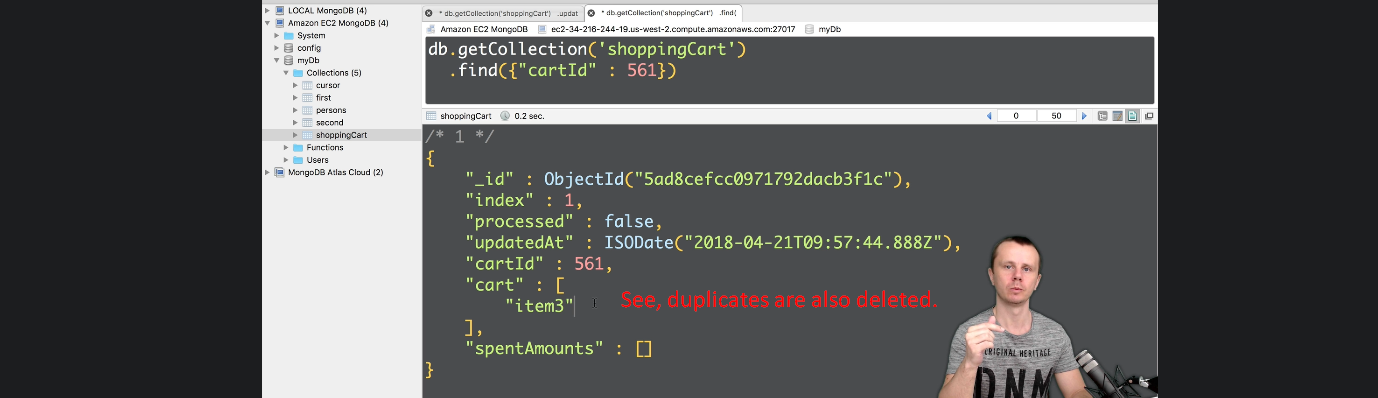 LOCAL MongoDB (4)
Amazon EC2 MongoDB (4)
System
config
myDb
Collections (5)
cursor
first
persons
second
shoppingCart
Functions
Users
MongoDB Atlas Cloud (2)
* db.getCollection('shoppingCart') .updat
* db.getCollection('shoppingCart') .find(
Amazon EC2 MongoDB ec2-34-216-244-19.us-west-2.compute.amazonaws.com:27017 myDb
db.getCollection('shoppingCart')
.find({"cartId" : 561})
shoppingCart 0.2 sec. 0 50
/* 1 */
{
"_id" : ObjectId("5ad8cefcc0971792dacb3f1c"),
"index" : 1,
"processed" : false,
"updatedAt" : ISODate("2018-04-21T09:57:44.888Z"),
"cartId" : 561,
"cart" : [
"item3"
],
"spentAmounts" : []
}
See, duplicates are also deleted.
ORIGINAL HERITAGE
DNM